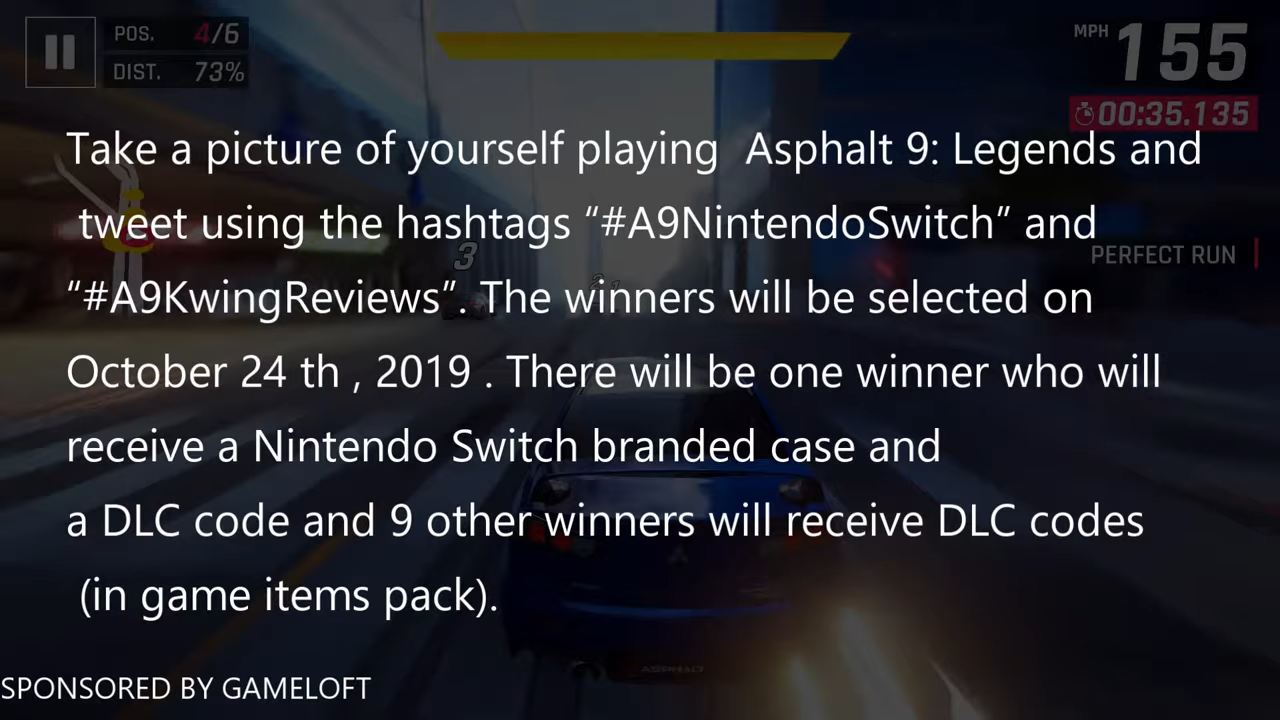 POS. 4/6
DIST. 73%
MPH 155
00:35.135
Take a picture of yourself playing  Asphalt 9: Legends and
tweet using the hashtags “#A9NintendoSwitch” and
PERFECT RUN
3
“#A9KwingReviews”. The winners will be selected on
October 24 th , 2019 . There will be one winner who will
receive a Nintendo Switch branded case and
a DLC code and 9 other winners will receive DLC codes
(in game items pack).
ASPHALT
SPONSORED BY GAMELOFT